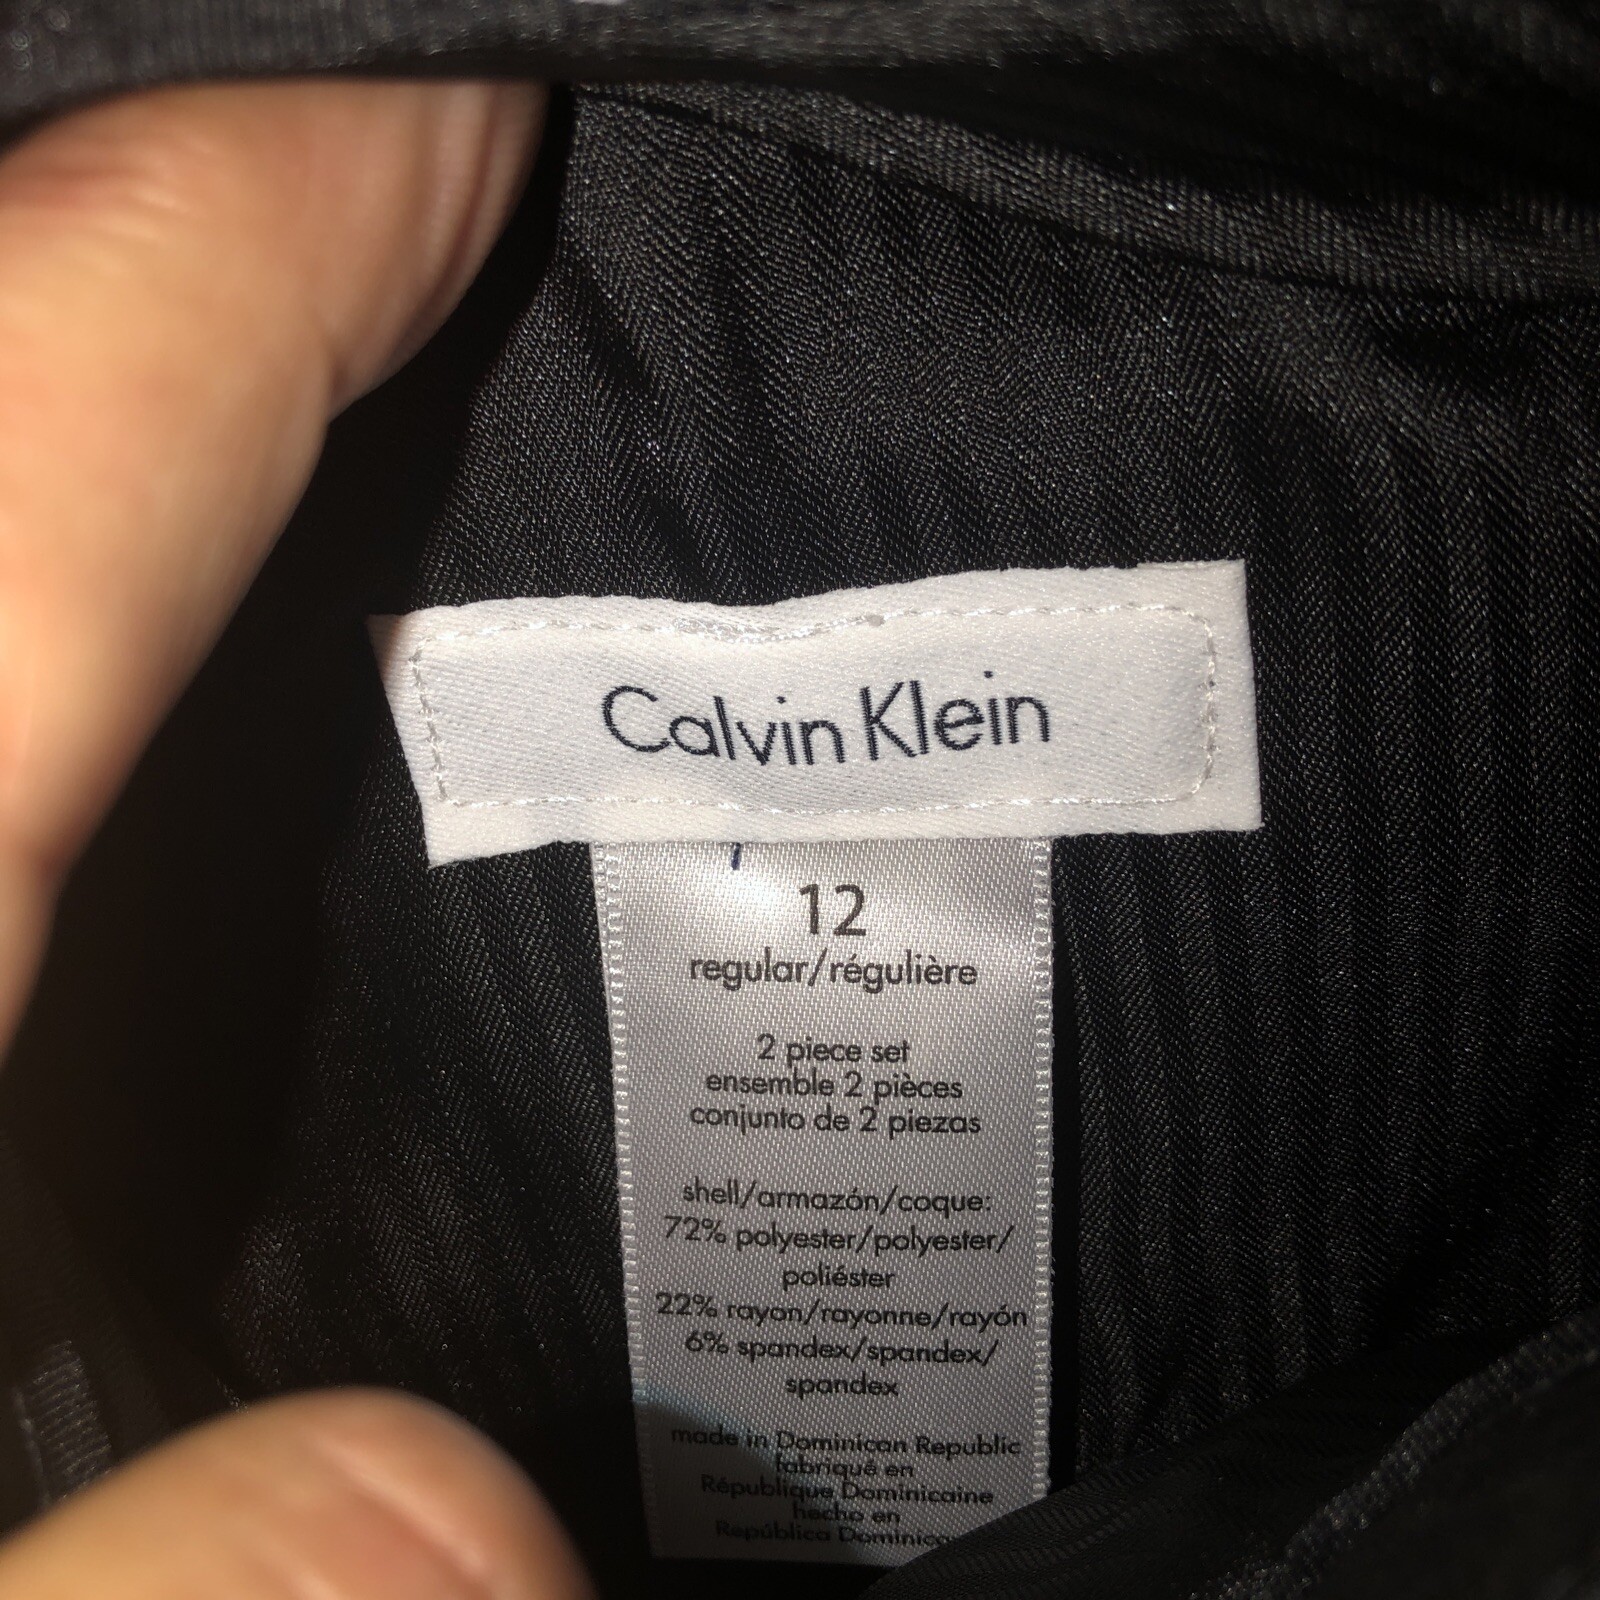 Calvin Klein
12
regular/régulière
2 piece set
ensemble 2 pièces
conjunto de 2 piezas
shell/armazón/coque:
72% polyester/polyester/
poliéster
22% rayon/rayonne/rayón
6% spandex/spandex/
spandex
made in Dominican Republic
fabriqué en
République Dominicaine
hecho en
República Dominica